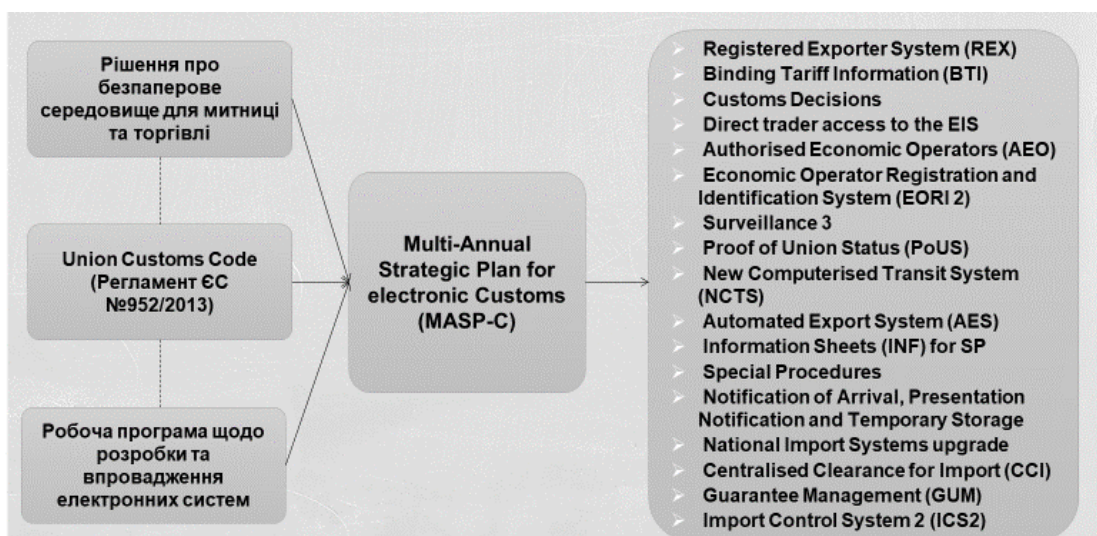 Рішення про
безпаперове
середовище для митниці
та торгівлі
Union Customs Code
(Регламент ЄС
№952/2013)
Робоча програма щодо
розробки та
впровадження
електронних систем
Multi-Annual
Strategic Plan for
electronic Customs
(MASP-C)
Registered Exporter System (REX)
Binding Tariff Information (BTI)
Customs Decisions
Direct trader access to the EIS
Authorised Economic Operators (AEO)
Economic Operator Registration and
Identification System (EORI 2)
Surveillance 3
Proof of Union Status (PoUS)
New Computerised Transit System
(NCTS)
Automated Export System (AES)
Information Sheets (INF) for SP
Special Procedures
Notification of Arrival, Presentation
Notification and Temporary Storage
National Import Systems upgrade
Centralised Clearance for Import (CCI)
Guarantee Management (GUM)
Import Control System 2 (ICS2)